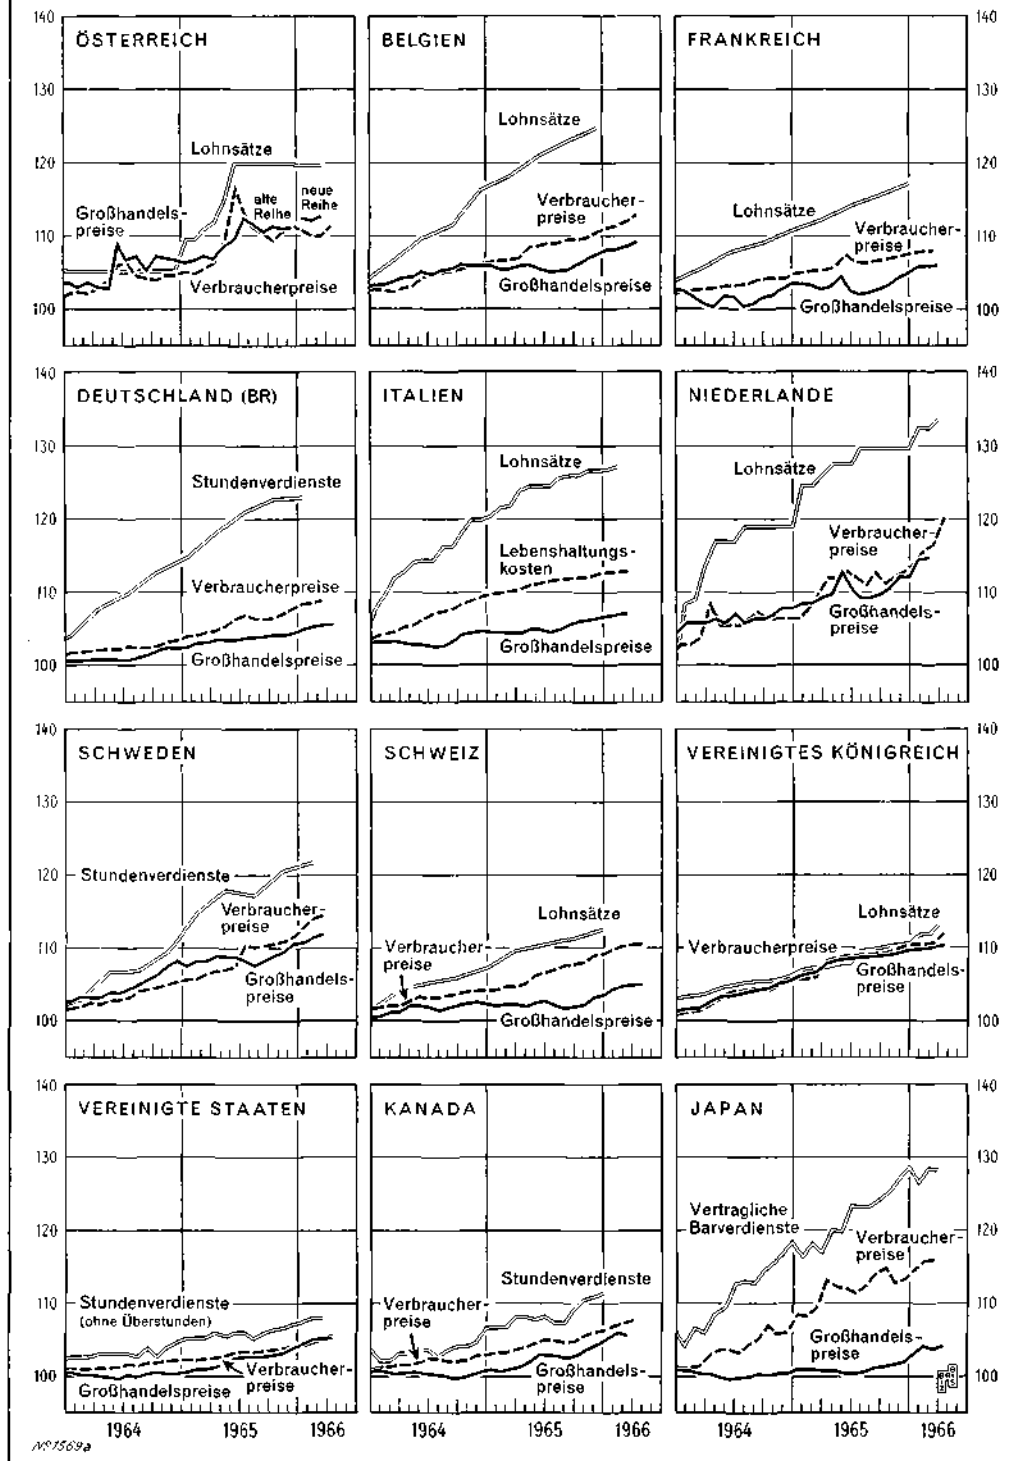 140
ÖSTERREICH
BELGIEN
FRANKREICH
140
130
130
120
120
110
110
100
100
Lohnsätze
Großhandels-
preise
alte
Reihe
neue
Reihe
Verbraucherpreise
Lohnsätze
Verbraucher-
preise
Großhandelspreise
Lohnsätze
Verbraucher-
preise
Großhandelspreise
140
DEUTSCHLAND (BR)
ITALIEN
NIEDERLANDE
140
130
130
120
120
110
110
100
100
Stundenverdienste
Verbraucherpreise
Großhandelspreise
Lohnsätze
Lebenshaltungs-
kosten
Großhandelspreise
Lohnsätze
Verbraucher-
preise
Großhandels-
preise
140
SCHWEDEN
SCHWEIZ
VEREINIGTES KÖNIGREICH
140
130
130
120
120
110
110
100
100
Stundenverdienste
Verbraucher-
preise
Großhandels-
preise
Lohnsätze
Verbraucher
preise
Großhandelspreise
Lohnsätze
Verbraucherpreise
Großhandels-
preise
140
VEREINIGTE STAATEN
KANADA
JAPAN
140
130
130
120
120
110
110
100
100
Stundenverdienste
(ohne Überstunden)
Großhandelspreise
Verbraucher-
preise
Stundenverdienste
Verbraucher-
preise
Großhandels-
preise
Vertragliche
Barverdienste
Verbraucher-
preise
Großhandels-
preise
1964
1965
1966
1964
1965
1966
1964
1965
1966
Nº 1569a